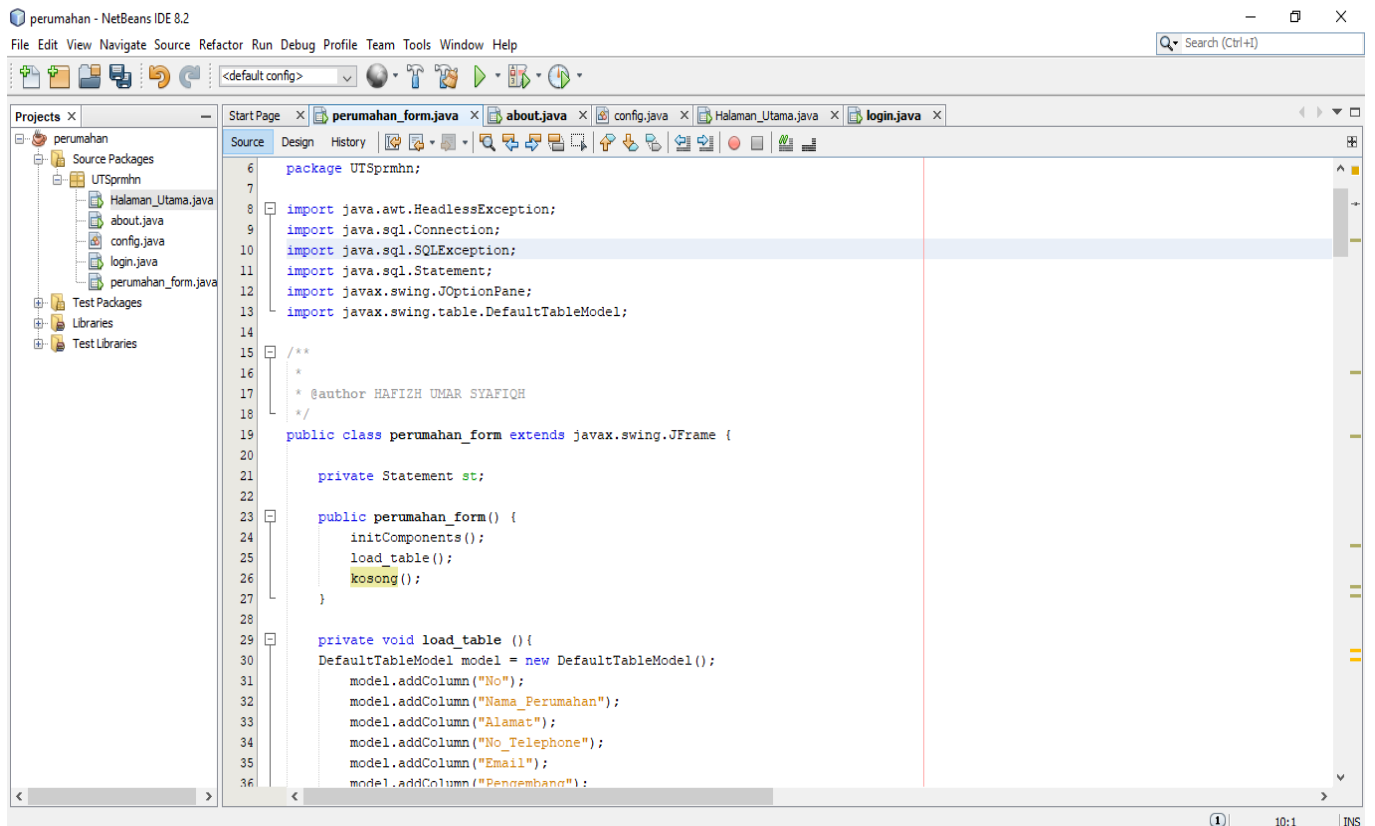 perumahan - NetBeans IDE 8.2
File Edit View Navigate Source Refactor Run Debug Profile Team Tools Window Help
Search (Ctrl+I)
<default config>
Projects
Start Page perumahan_form.java about.java config.java Halaman_Utama.java login.java
Source Design History
perumahan
Source Packages
UTSprmhn
Halaman_Utama.java
about.java
config.java
login.java
perumahan_form.java
Test Packages
Libraries
Test Libraries
6 package UTSprmhn;
7
8 import java.awt.HeadlessException;
9 import java.sql.Connection;
10 import java.sql.SQLException;
11 import java.sql.Statement;
12 import javax.swing.JOptionPane;
13 import javax.swing.table.DefaultTableModel;
14
15 /**
16 *
17 * @author HAFIZH UMAR SYAFIQH
18 */
19 public class perumahan_form extends javax.swing.JFrame {
20
21 private Statement st;
22
23 public perumahan_form() {
24 initComponents();
25 load_table();
26 kosong();
27 }
28
29 private void load_table (){
30 DefaultTableModel model = new DefaultTableModel();
31 model.addColumn("No");
32 model.addColumn("Nama_Perumahan");
33 model.addColumn("Alamat");
34 model.addColumn("No_Telephone");
35 model.addColumn("Email");
36 model.addColumn("Pengembang");
1 10:1 INS